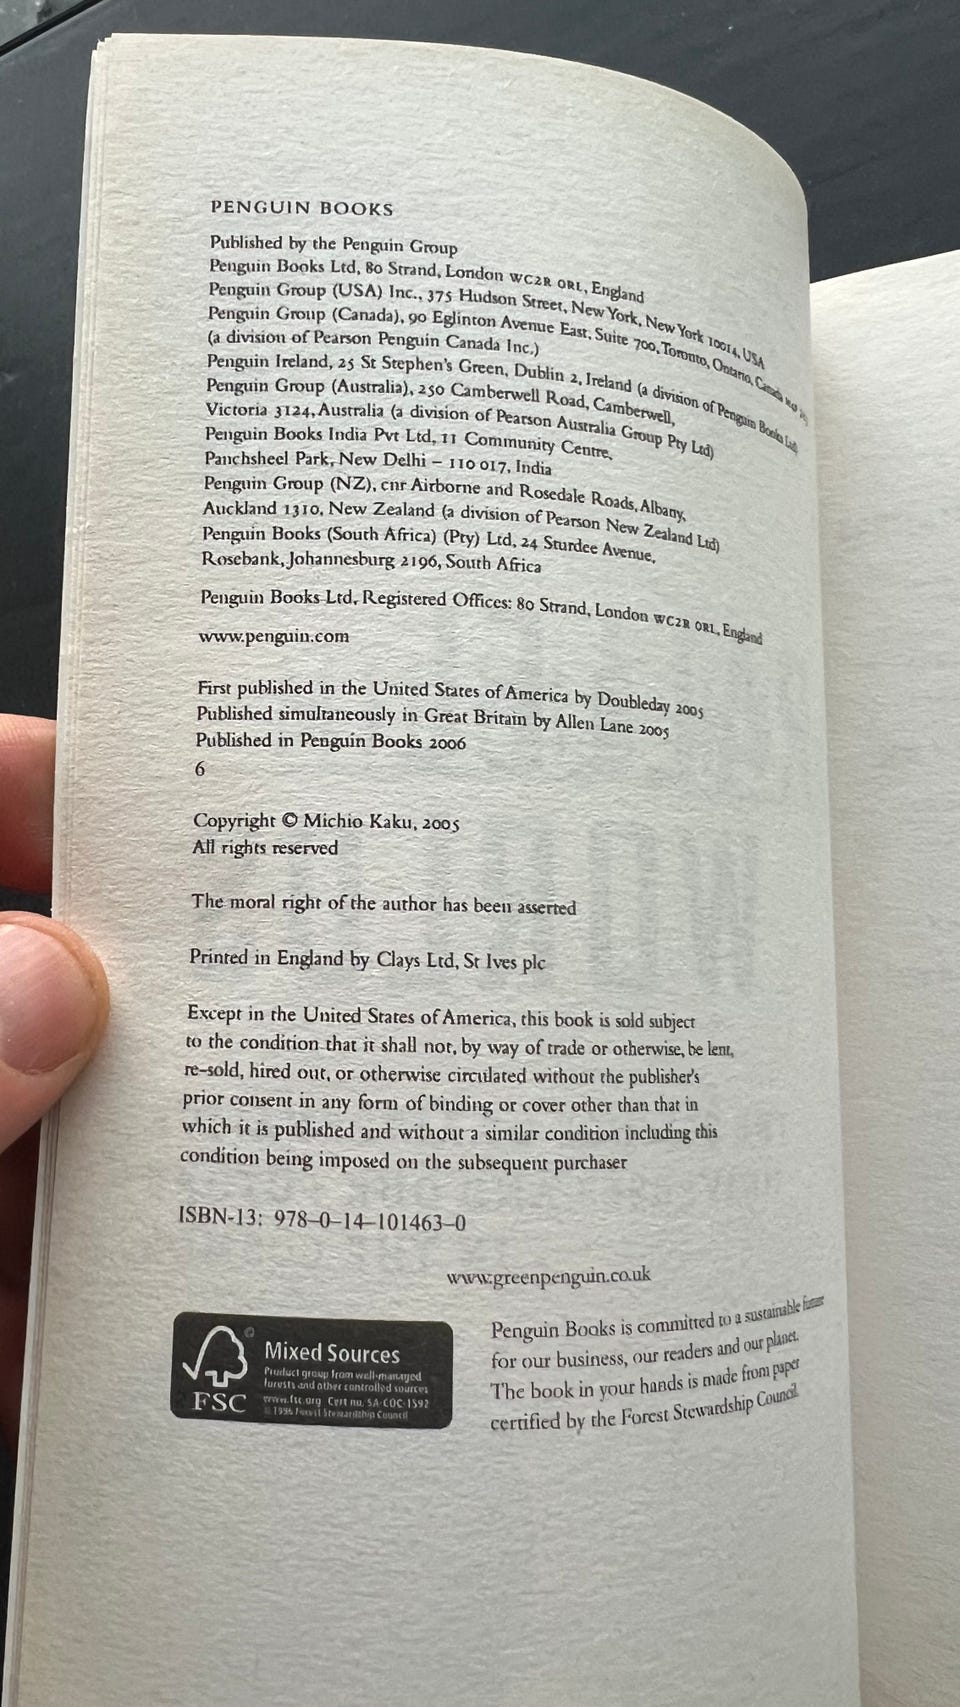 PENGUIN BOOKS
Published by the Penguin Group
Penguin Books Ltd, 80 Strand, London WC2R 0RL, England
Penguin Group (USA) Inc., 375 Hudson Street, New York, New York 10014, USA
Penguin Group (Canada), 90 Eglinton Avenue East, Suite 700, Toronto, Ontario, Canada
(a division of Pearson Penguin Canada Inc.)
Penguin Ireland, 25 St Stephen's Green, Dublin 2, Ireland (a division of Penguin Books Ltd)
Penguin Group (Australia), 250 Camberwell Road, Camberwell,
Victoria 3124, Australia (a division of Pearson Australia Group Pty Ltd)
Penguin Books India Pvt Ltd, 11 Community Centre,
Panchsheel Park, New Delhi – 110 017, India
Penguin Group (NZ), cnr Airborne and Rosedale Roads, Albany,
Auckland 1310, New Zealand (a division of Pearson New Zealand Ltd)
Penguin Books (South Africa) (Pty) Ltd, 24 Sturdee Avenue,
Rosebank, Johannesburg 2196, South Africa
Penguin Books Ltd, Registered Offices: 80 Strand, London WC2R 0RL, England
www.penguin.com
First published in the United States of America by Doubleday 2005
Published simultaneously in Great Britain by Allen Lane 2005
Published in Penguin Books 2006
6
Copyright © Michio Kaku, 2005
All rights reserved
The moral right of the author has been asserted
Printed in England by Clays Ltd, St Ives plc
Except in the United States of America, this book is sold subject
to the condition that it shall not, by way of trade or otherwise, be lent,
re-sold, hired out, or otherwise circulated without the publisher's
prior consent in any form of binding or cover other than that in
which it is published and without a similar condition including this
condition being imposed on the subsequent purchaser
ISBN-13: 978–0–14–101463–0
www.greenpenguin.co.uk
Penguin Books is committed to a sustainable future
for our business, our readers and our planet.
The book in your hands is made from paper
certified by the Forest Stewardship Council.
FSC
Mixed Sources
Product group from well-managed
forests and other controlled sources
www.fsc.org Cert no. SA-COC-1592
© 1996 Forest Stewardship Council